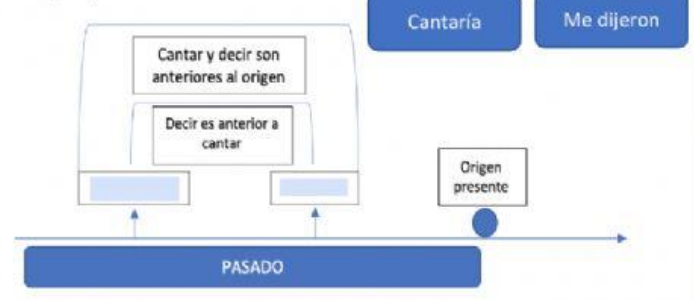 Cantaría
Me dijeron
Cantar y decir son
anteriores al origen
Decir es anterior a
cantar
Origen
presente
PASADO